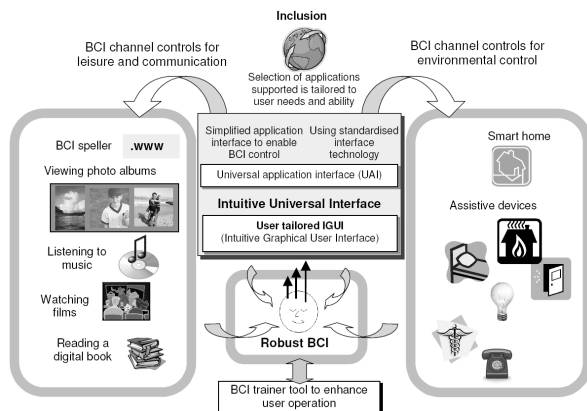 Inclusion
BCI channel controls for
leisure and communication
Selection of applications
supported is tailored to
user needs and ability
BCI channel controls for
environmental control
BCI speller
.www
Viewing photo albums
Listening to
music
Watching
films
Reading a
digital book
Simplified application
interface to enable
BCI control
Using standardised
interface
technology
Universal application interface (UAI)
Intuitive Universal Interface
User tailored IGUI
(Intuitive Graphical User Interface)
Robust BCI
BCI trainer tool to enhance
user operation
Smart home
Assistive devices